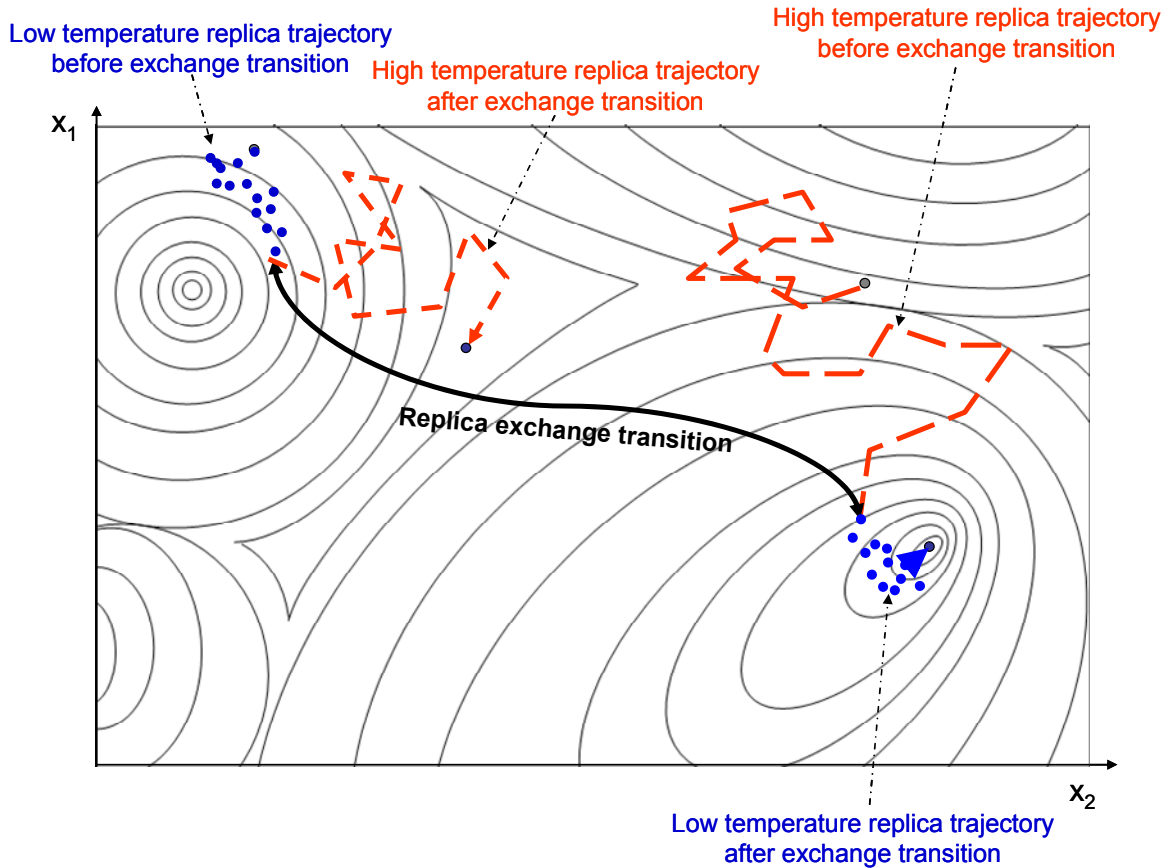 High temperature replica trajectory
before exchange transition
Low temperature replica trajectory
before exchange transition
High temperature replica trajectory
after exchange transition
x1
Replica exchange transition
x2
Low temperature replica trajectory
after exchange transition